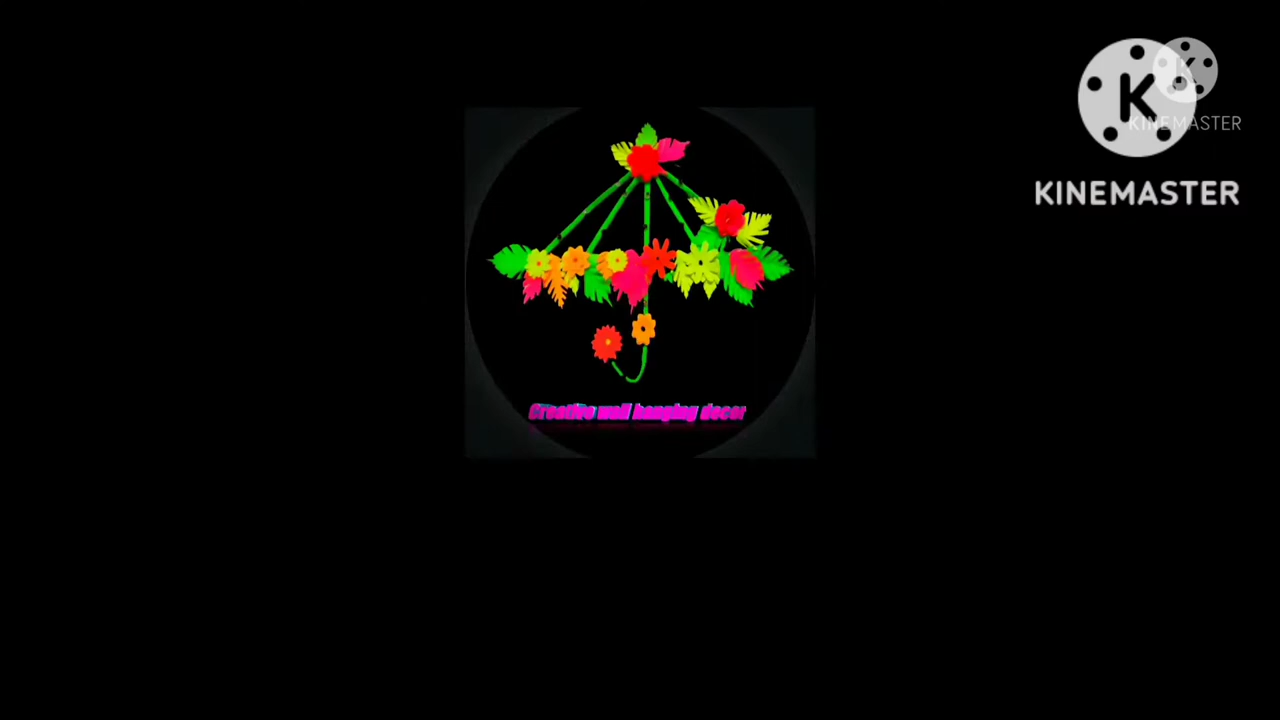 K
K
KINEMASTER
KINEMASTER
Creative wall hanging decor